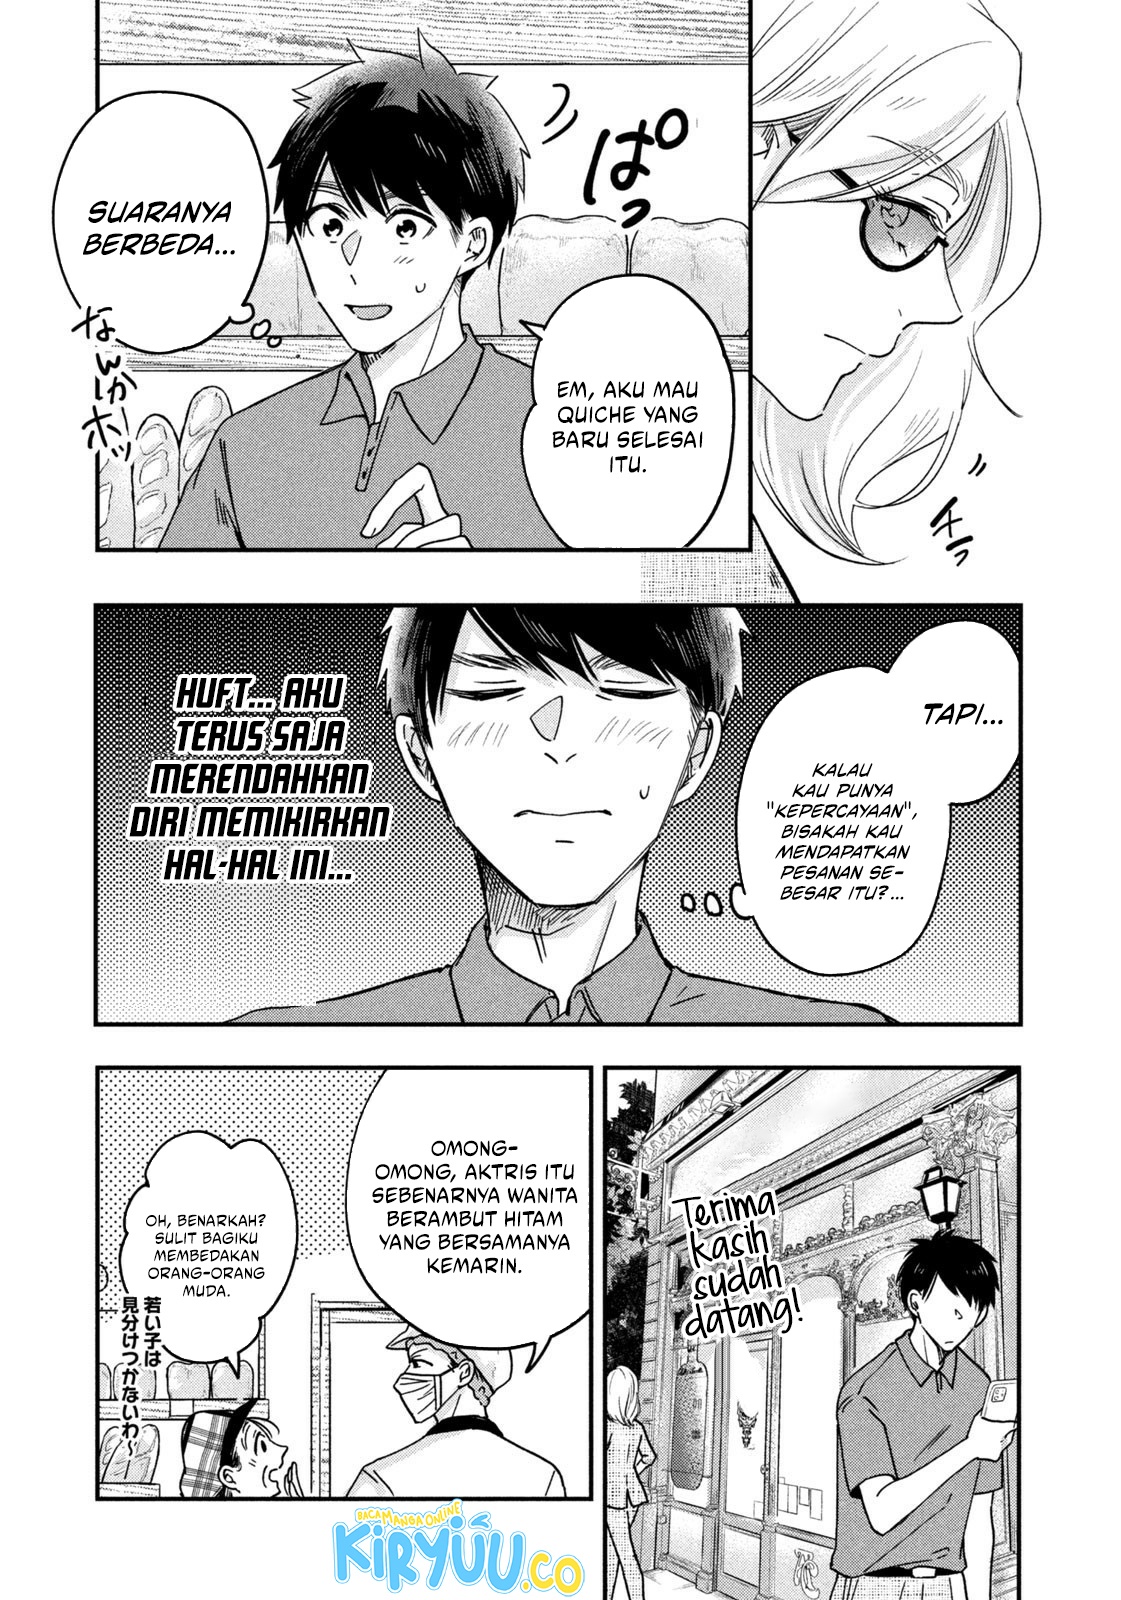 チラッ
ぱっ
EM, AKU MAU
QUICHE YANG
BARU SELESAI
ITU.
SUARANYA
BERBEDA...
なんかホッ
TAPI...
KALAU
KAU PUNYA
"KEPERCAYAAN",
BISAKAH KAU
MENDAPATKAN
PESANAN SE-
BESAR ITU?...
HUFT... AKU
TERUS SAJA
MERENDAHKAN
DIRI MEMIKIRKAN
HAL-HAL INI...
Terima
kasih
sudah
datang!
OMONG-
OMONG, AKTRIS ITU
SEBENARNYA WANITA
BERAMBUT HITAM
YANG BERSAMANYA
KEMARIN.
OH, BENARKAH?
SULIT BAGIKU
MEMBEDAKAN
ORANG-ORANG
MUDA.
若い子は
見分けつかないわ〜
BACA MANGA ONLINE
KIRYUU.CO